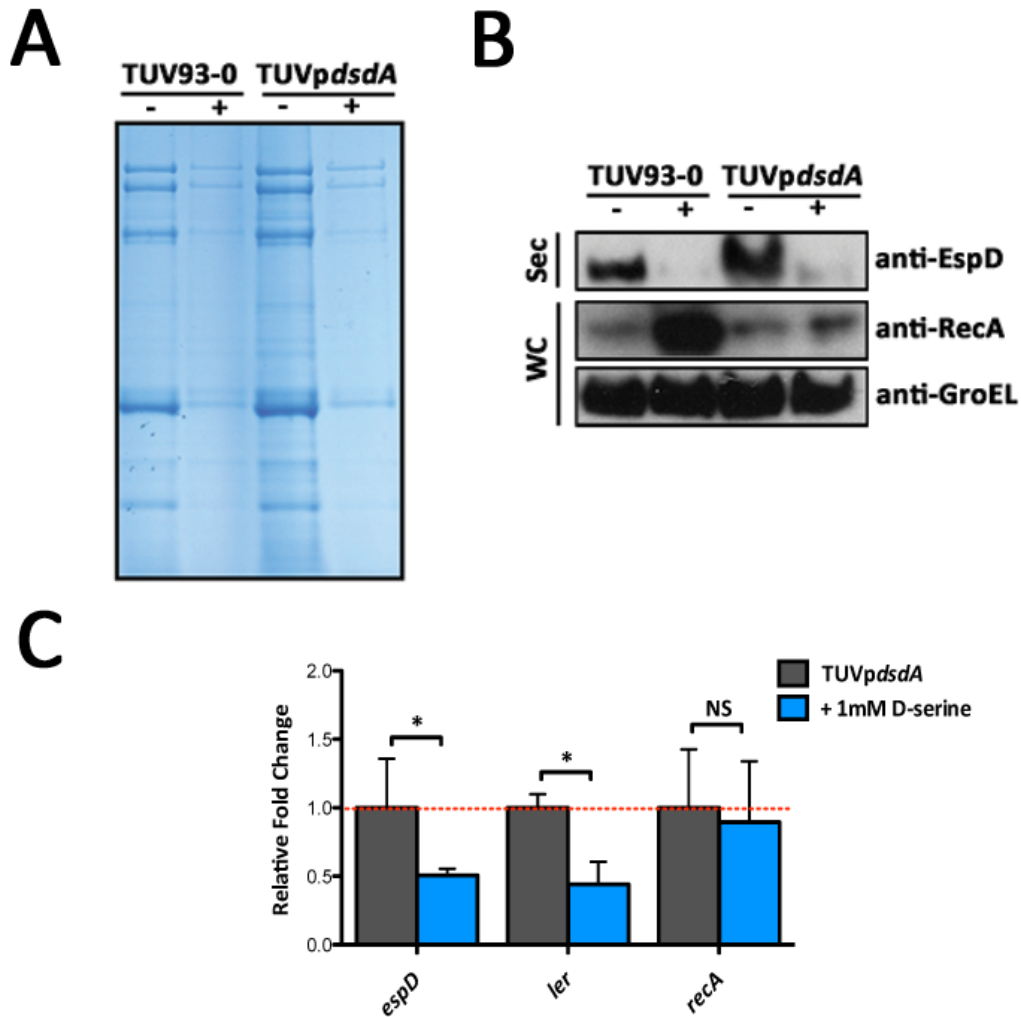 A
TUV93-0 TUVpdsdA
- + - +
B
TUV93-0 TUVpdsdA
- + - +
Sec
anti-EspD
WC
anti-RecA
anti-GroEL
C
Relative Fold Change
2.0
1.5
1.0
0.5
0.0
* * NS
TUVpdsdA
+ 1mM D-serine
espD ler recA